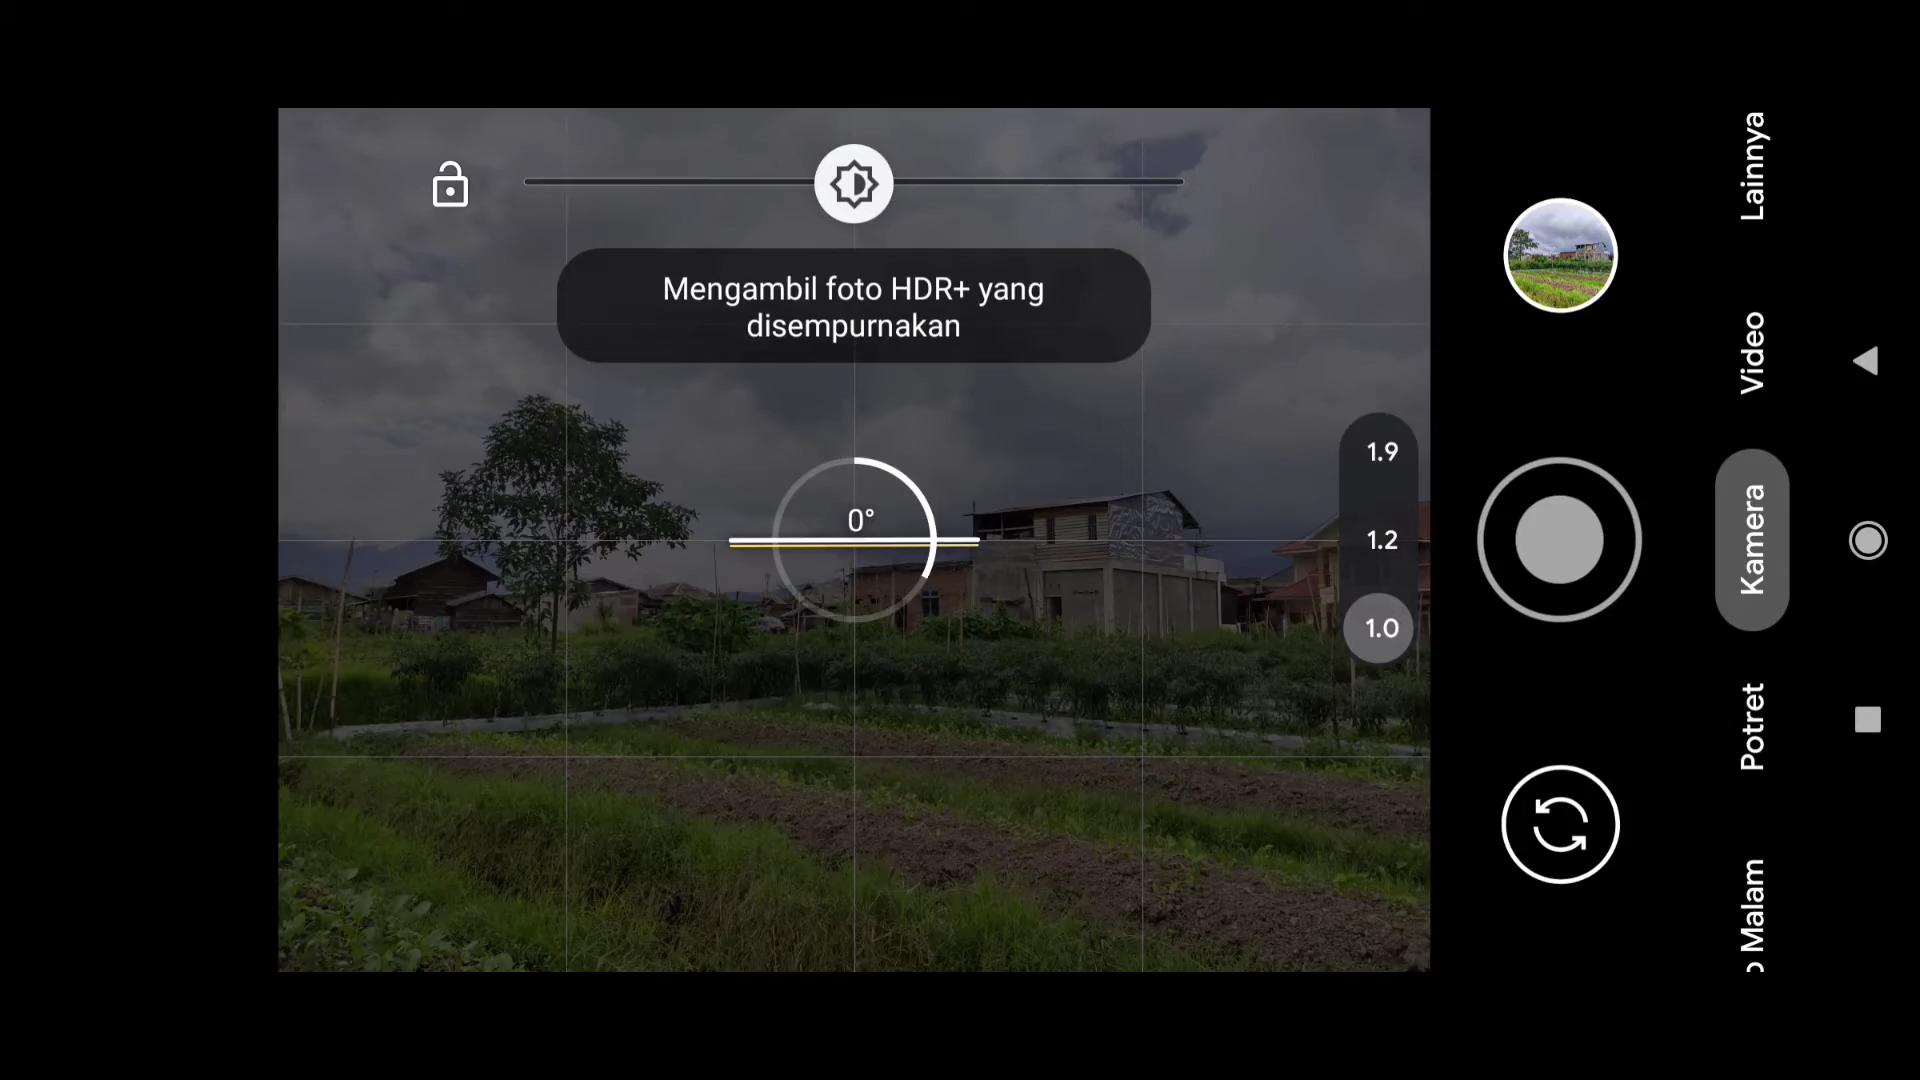 Mengambil foto HDR+ yang
disempurnakan
0°
1.9
1.2
1.0
Lainnya
Video
Kamera
Potret
Malam